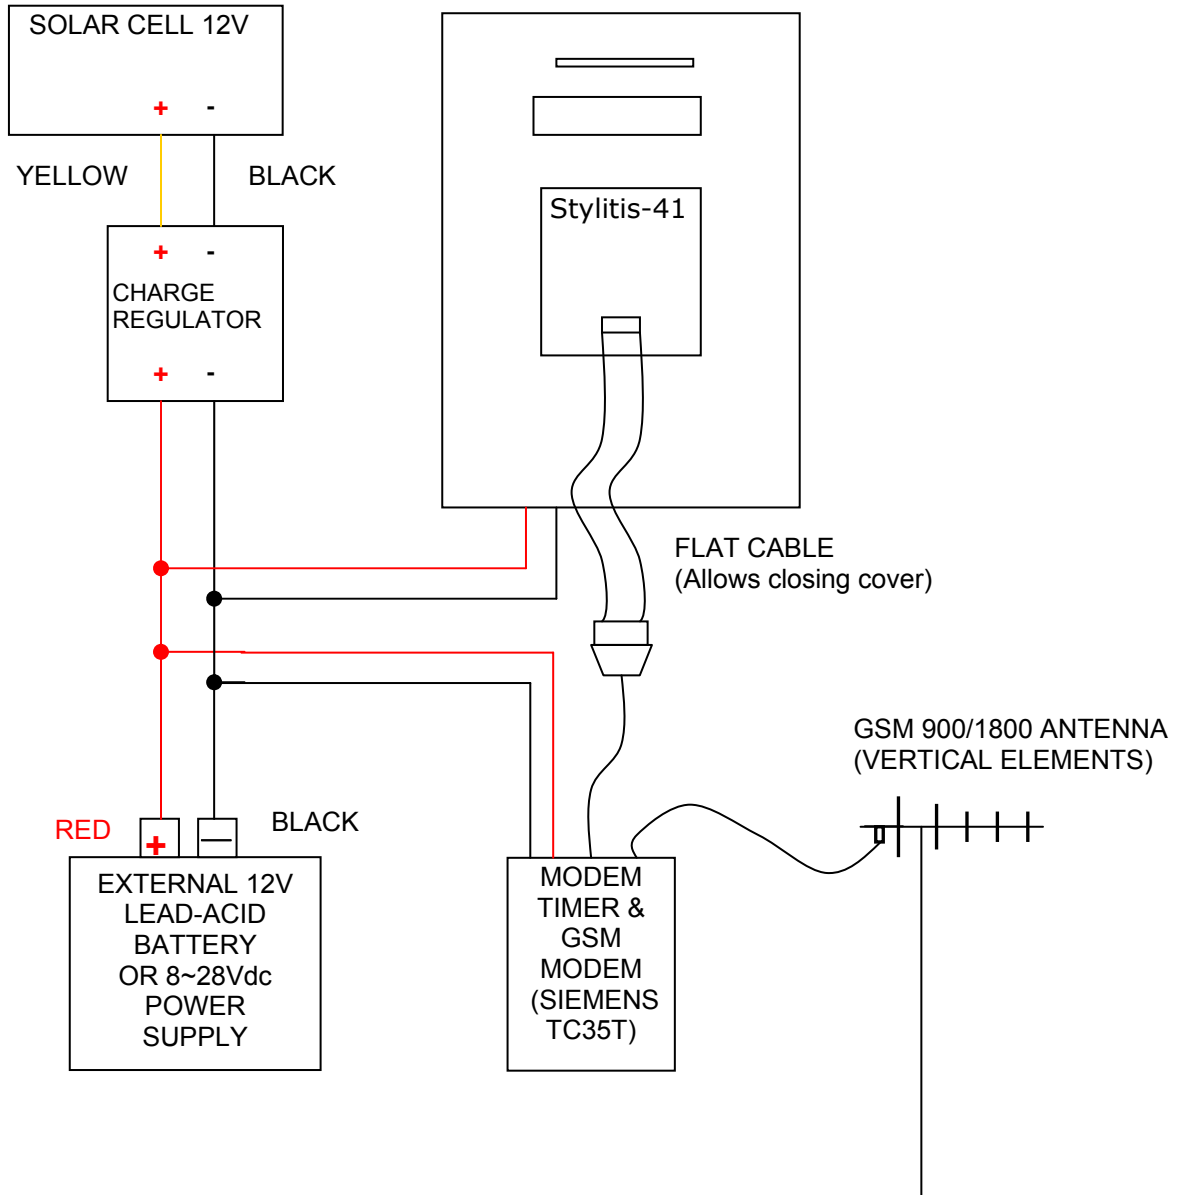 SOLAR CELL 12V
+ -
YELLOW
BLACK
+ -
CHARGE
REGULATOR
+ -
Stylitis-41
FLAT CABLE
(Allows closing cover)
GSM 900/1800 ANTENNA
(VERTICAL ELEMENTS)
RED
+ —
BLACK
EXTERNAL 12V
LEAD-ACID
BATTERY
OR 8~28Vdc
POWER
SUPPLY
MODEM
TIMER &
GSM
MODEM
(SIEMENS
TC35T)